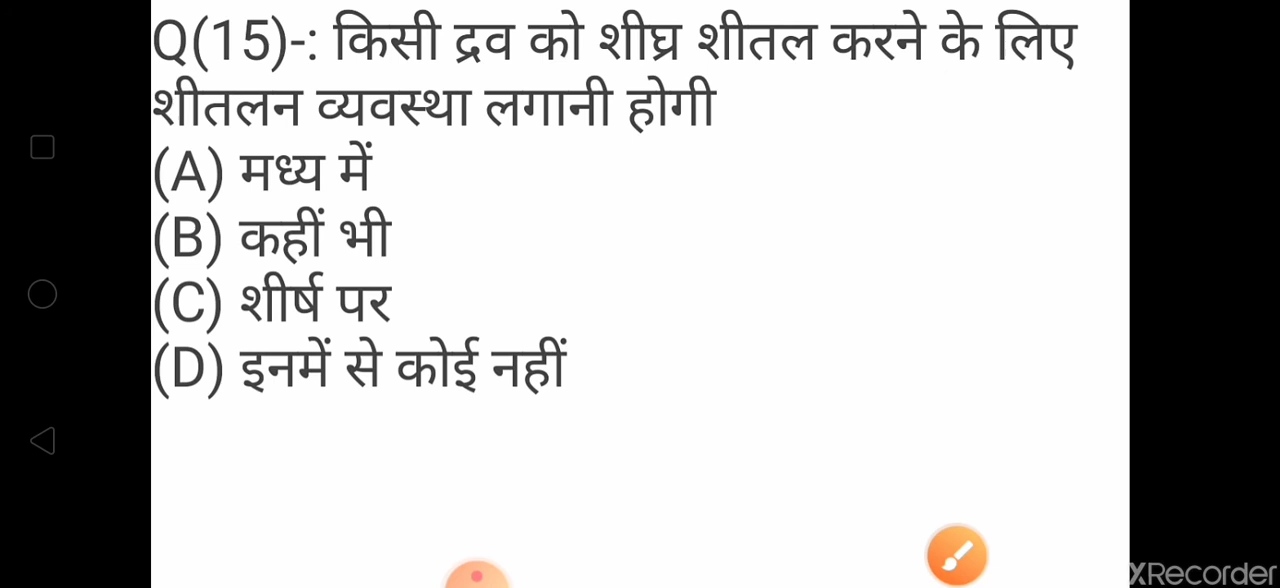 Q(15)-: किसी द्रव को शीघ्र शीतल करने के लिए
शीतलन व्यवस्था लगानी होगी
(A) मध्य में
(B) कहीं भी
(C) शीर्ष पर
(D) इनमें से कोई नहीं
XRecorder